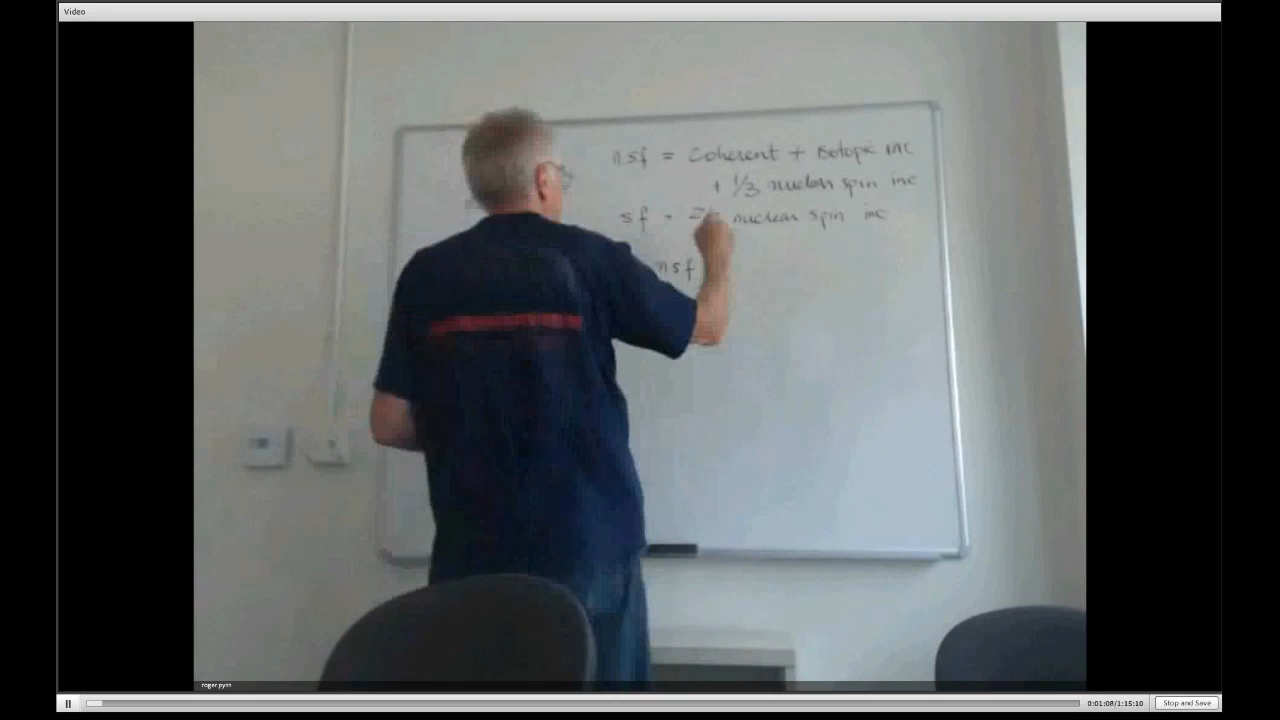 Video
nsf = Coherent + Isotopic inc
+ 1/3 nuclear spin inc
sf = nuclear spin inc
nsf
roger pynn
0:01:08/1:15:10
Stop and Save